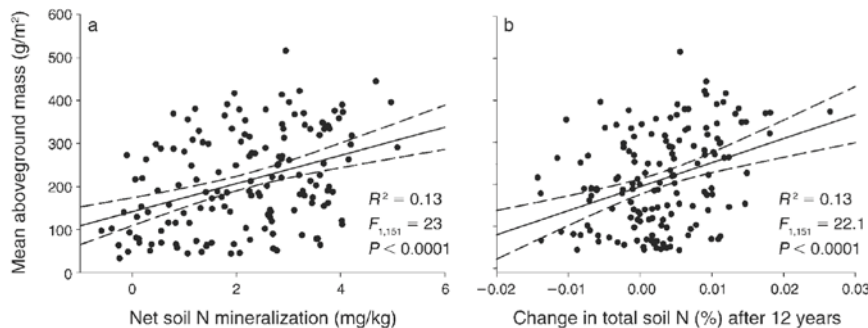 Mean aboveground mass (g/m²)
600
500
400
300
200
100
0
a
R² = 0.13
F1,151 = 23
P < 0.0001
0 2 4 6
Net soil N mineralization (mg/kg)
b
R² = 0.13
F1,151 = 22.1
P < 0.0001
−0.02 −0.01 0.00 0.01 0.02 0.03
Change in total soil N (%) after 12 years